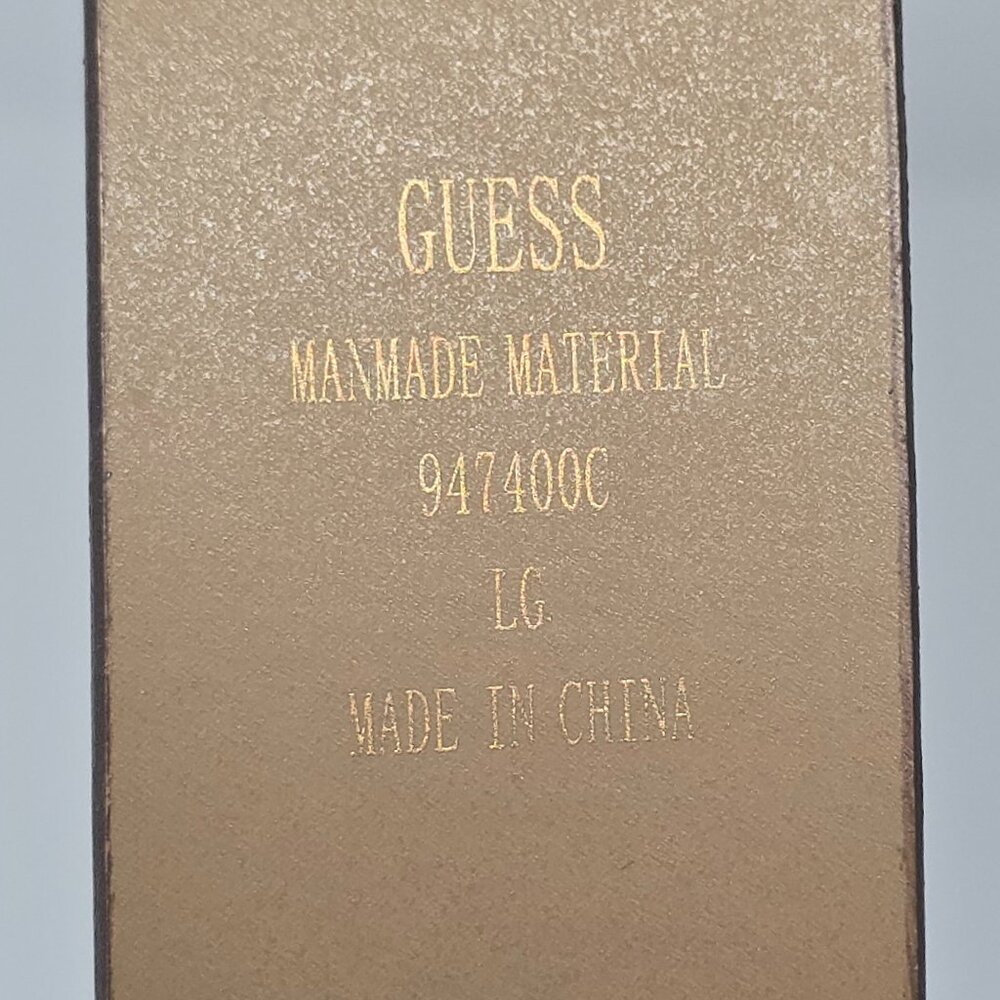 GUESS
MANMADE MATERIAL
947400C
LG
MADE IN CHINA